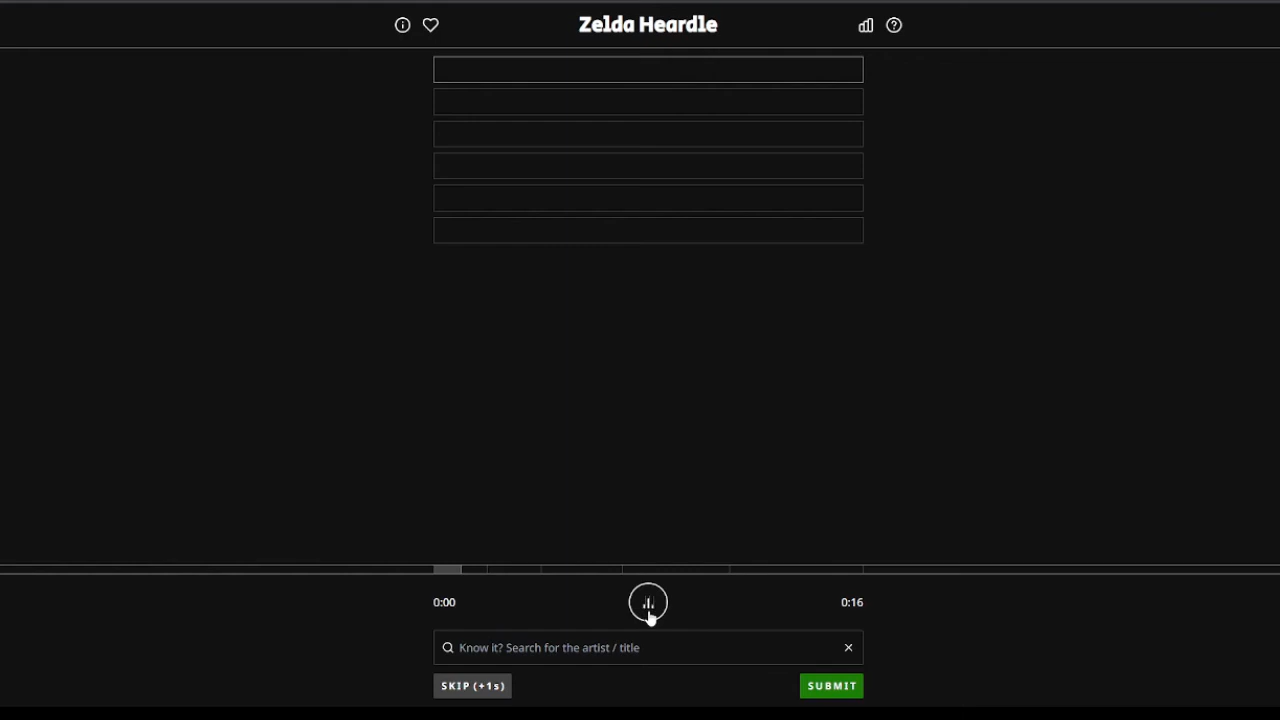 Zelda Heardle
0:00
0:16
Know it? Search for the artist / title
SKIP (+1s)
SUBMIT